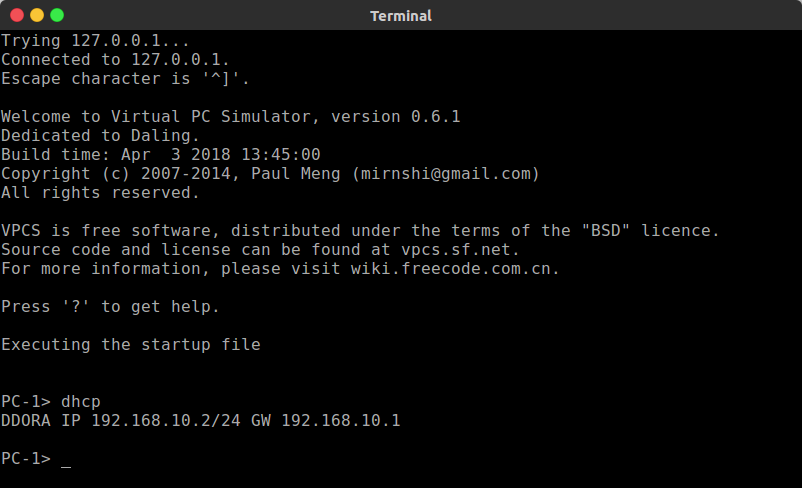 Terminal
Trying 127.0.0.1...
Connected to 127.0.0.1.
Escape character is '^]'.
Welcome to Virtual PC Simulator, version 0.6.1
Dedicated to Daling.
Build time: Apr  3 2018 13:45:00
Copyright (c) 2007-2014, Paul Meng (mirnshi@gmail.com)
All rights reserved.
VPCS is free software, distributed under the terms of the "BSD" licence.
Source code and license can be found at vpcs.sf.net.
For more information, please visit wiki.freecode.com.cn.
Press '?' to get help.
Executing the startup file
PC-1> dhcp
DDORA IP 192.168.10.2/24 GW 192.168.10.1
PC-1> _